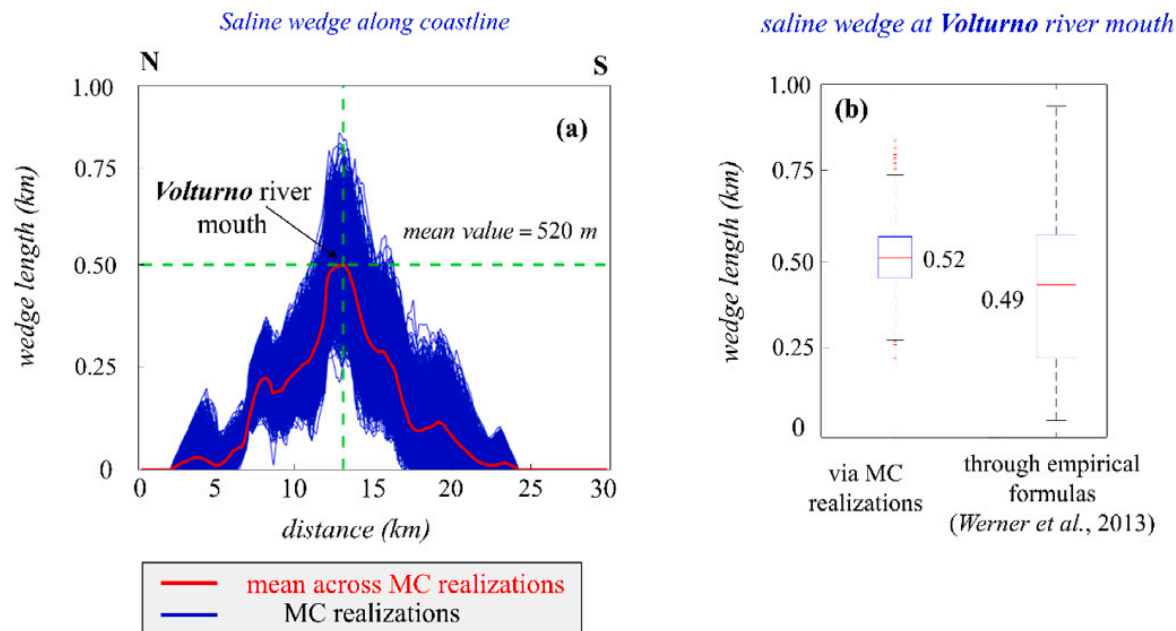 Saline wedge along coastline
N
S
1.00
0.75
0.50
0.25
0
wedge length (km)
(a)
Volturno river
mouth
mean value = 520 m
0
5
10
15
20
25
30
distance (km)
mean across MC realizations
MC realizations
saline wedge at Volturno river mouth
1.00
0.75
0.50
0.25
0
wedge length (km)
(b)
0.52
0.49
via MC
realizations
through empirical
formulas
(Werner et al., 2013)